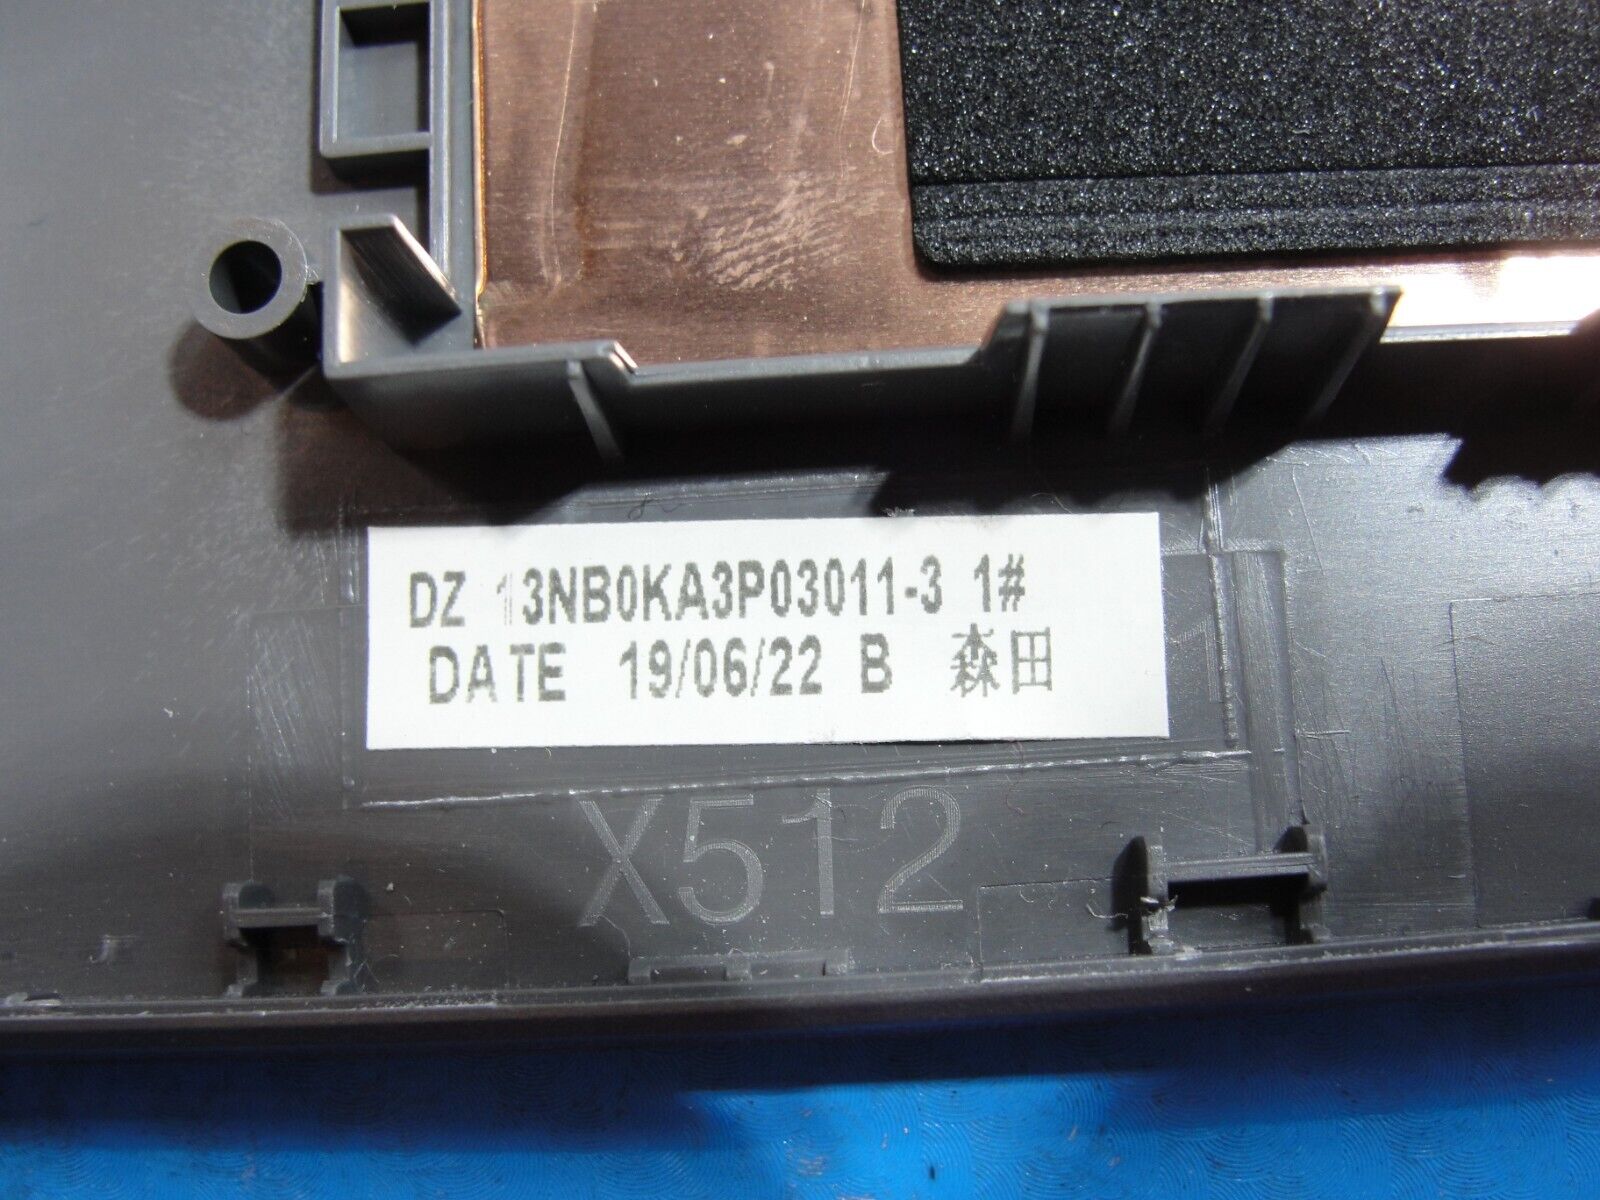 DZ 13NB0KA3P03011-3 1#
DATE 19/06/22 B 森田
X512